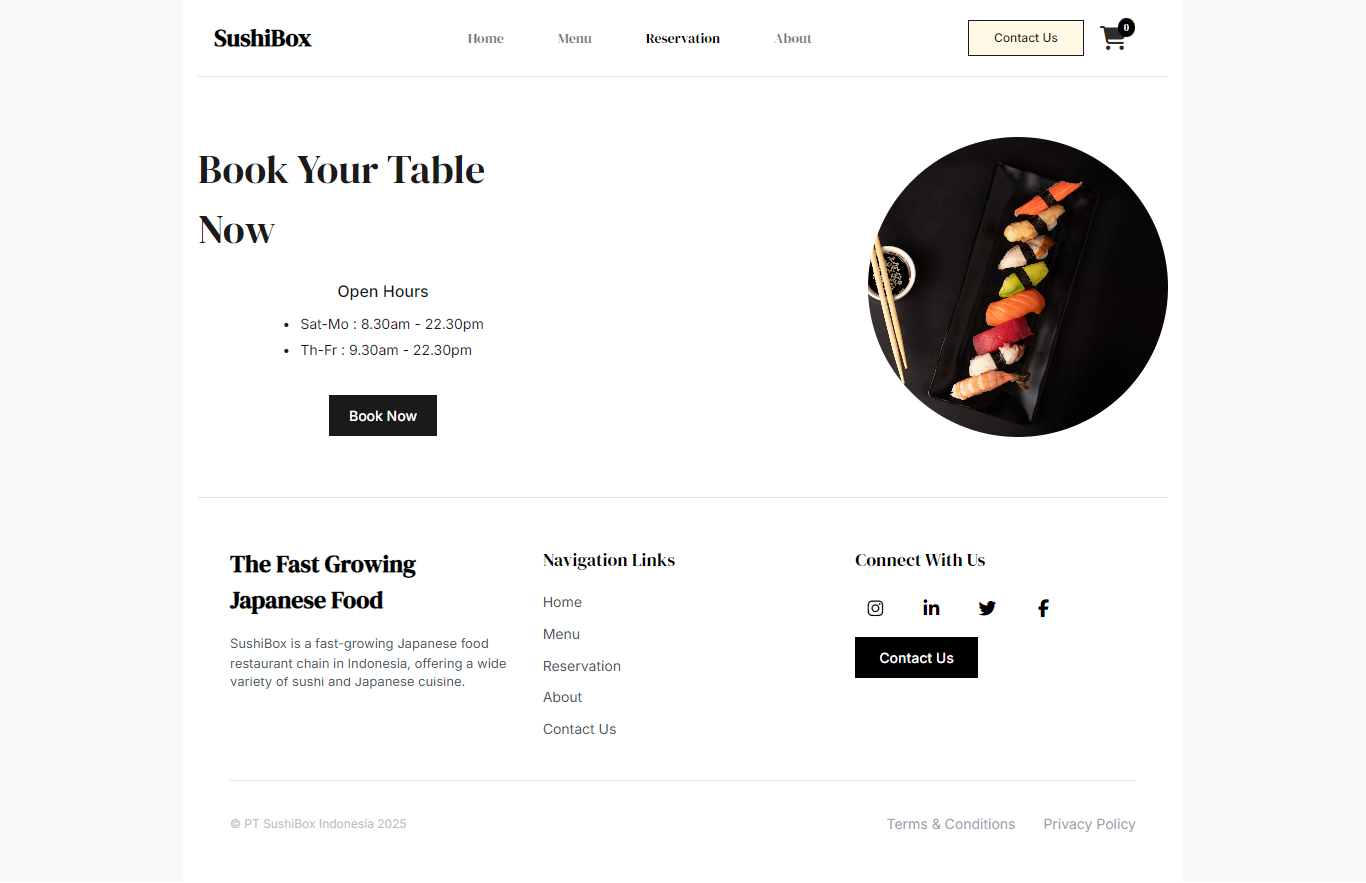 SushiBox
Home
Menu
Reservation
About
Contact Us
0
Book Your Table
Now
Open Hours
• Sat-Mo : 8.30am - 22.30pm
• Th-Fr : 9.30am - 22.30pm
Book Now
The Fast Growing
Japanese Food
SushiBox is a fast-growing Japanese food
restaurant chain in Indonesia, offering a wide
variety of sushi and Japanese cuisine.
Navigation Links
Home
Menu
Reservation
About
Contact Us
Connect With Us
Contact Us
© PT SushiBox Indonesia 2025
Terms & Conditions
Privacy Policy